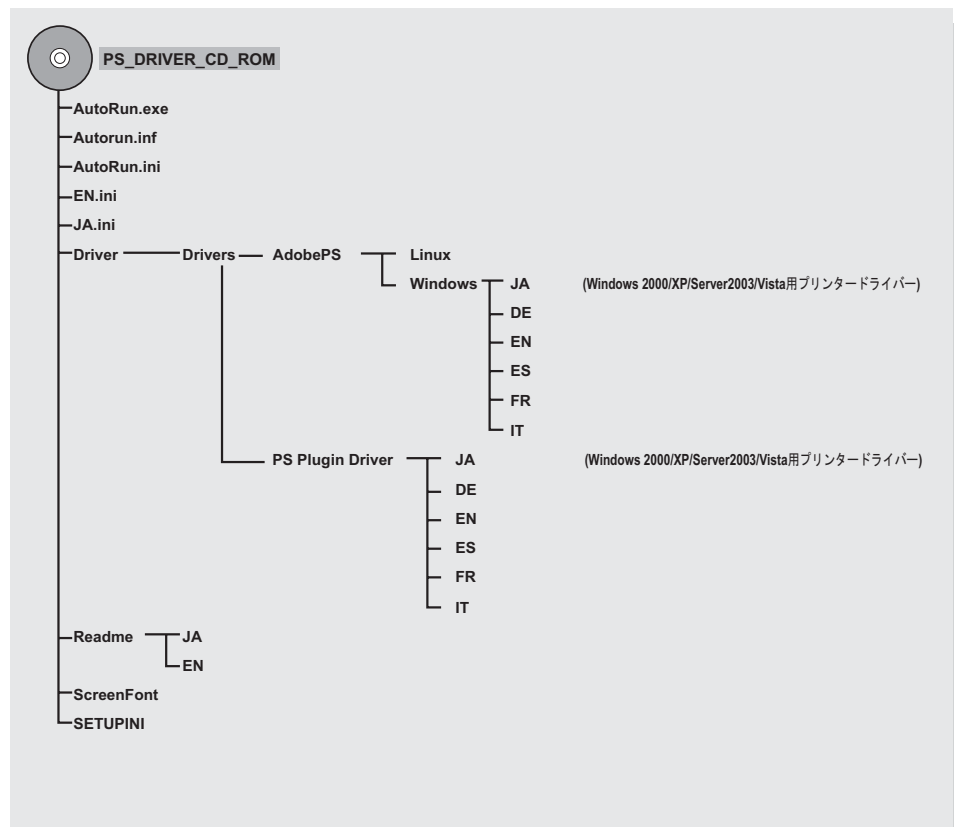 PS_DRIVER_CD_ROM
AutoRun.exe
Autorun.inf
AutoRun.ini
EN.ini
JA.ini
Driver Drivers AdobePS Linux
Windows JA (Windows 2000/XP/Server2003/Vista用プリンタードライバー)
DE
EN
ES
FR
IT
PS Plugin Driver JA (Windows 2000/XP/Server2003/Vista用プリンタードライバー)
DE
EN
ES
FR
IT
Readme JA
EN
ScreenFont
SETUPINI